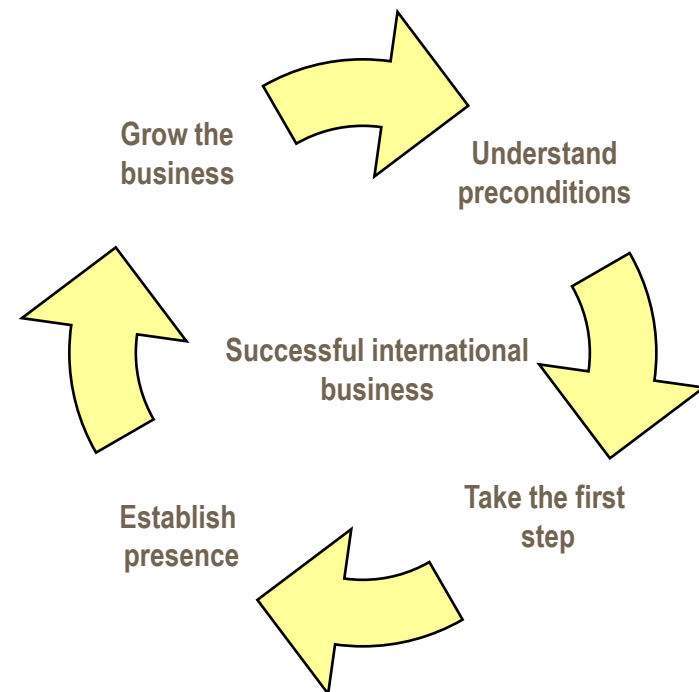 Grow the
business
Understand
preconditions
Successful international
business
Take the first
step
Establish
presence